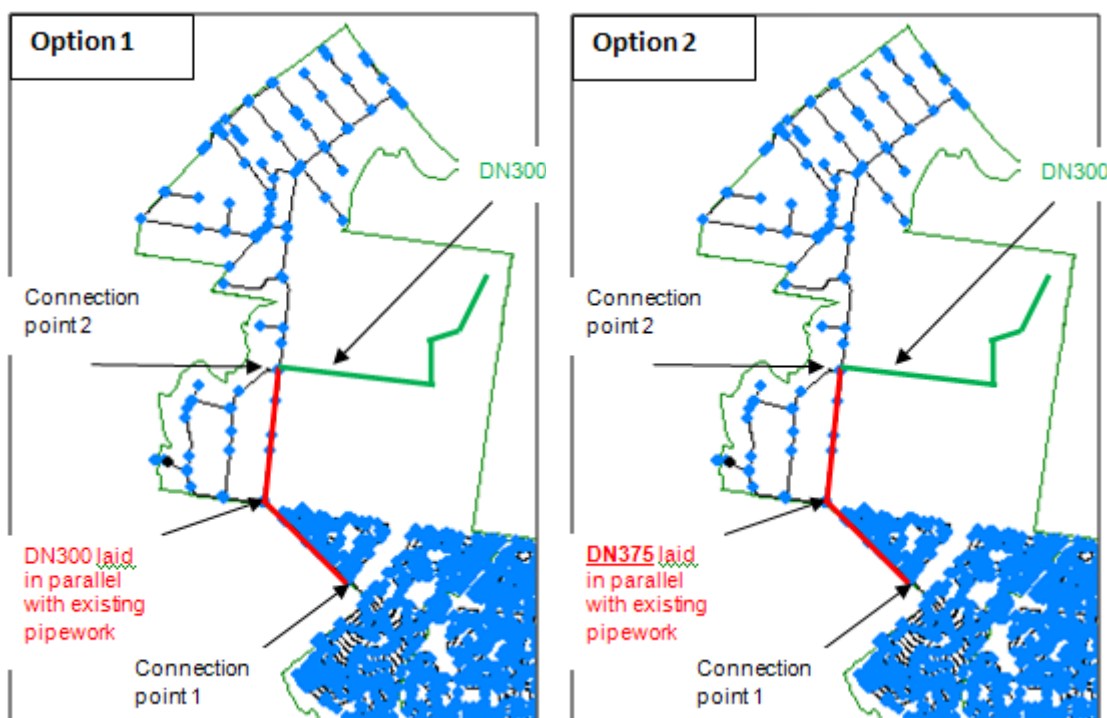 Option 1
DN300
Connection
point 2
DN300 laid
in parallel
with existing
pipework
Connection
point 1
Option 2
DN300
Connection
point 2
DN375 laid
in parallel
with existing
pipework
Connection
point 1